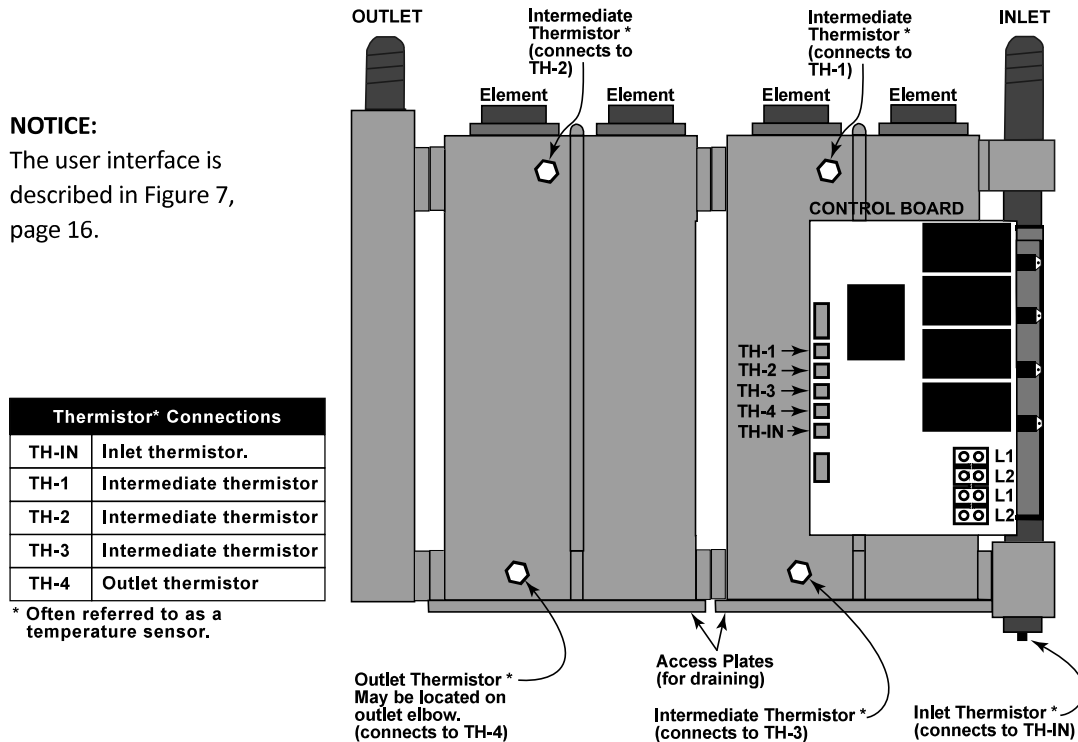 OUTLET
Intermediate
Thermistor *
(connects to
TH-2)
Intermediate
Thermistor *
(connects to
TH-1)
INLET
Element
Element
Element
Element
NOTICE:
The user interface is
described in Figure 7,
page 16.
CONTROL BOARD
TH-1
TH-2
TH-3
TH-4
TH-IN
L1
L2
L1
L2
Thermistor* Connections
TH-IN Inlet thermistor.
TH-1 Intermediate thermistor
TH-2 Intermediate thermistor
TH-3 Intermediate thermistor
TH-4 Outlet thermistor
* Often referred to as a
temperature sensor.
Outlet Thermistor *
May be located on
outlet elbow.
(connects to TH-4)
Access Plates
(for draining)
Intermediate Thermistor *
(connects to TH-3)
Inlet Thermistor *
(connects to TH-IN)